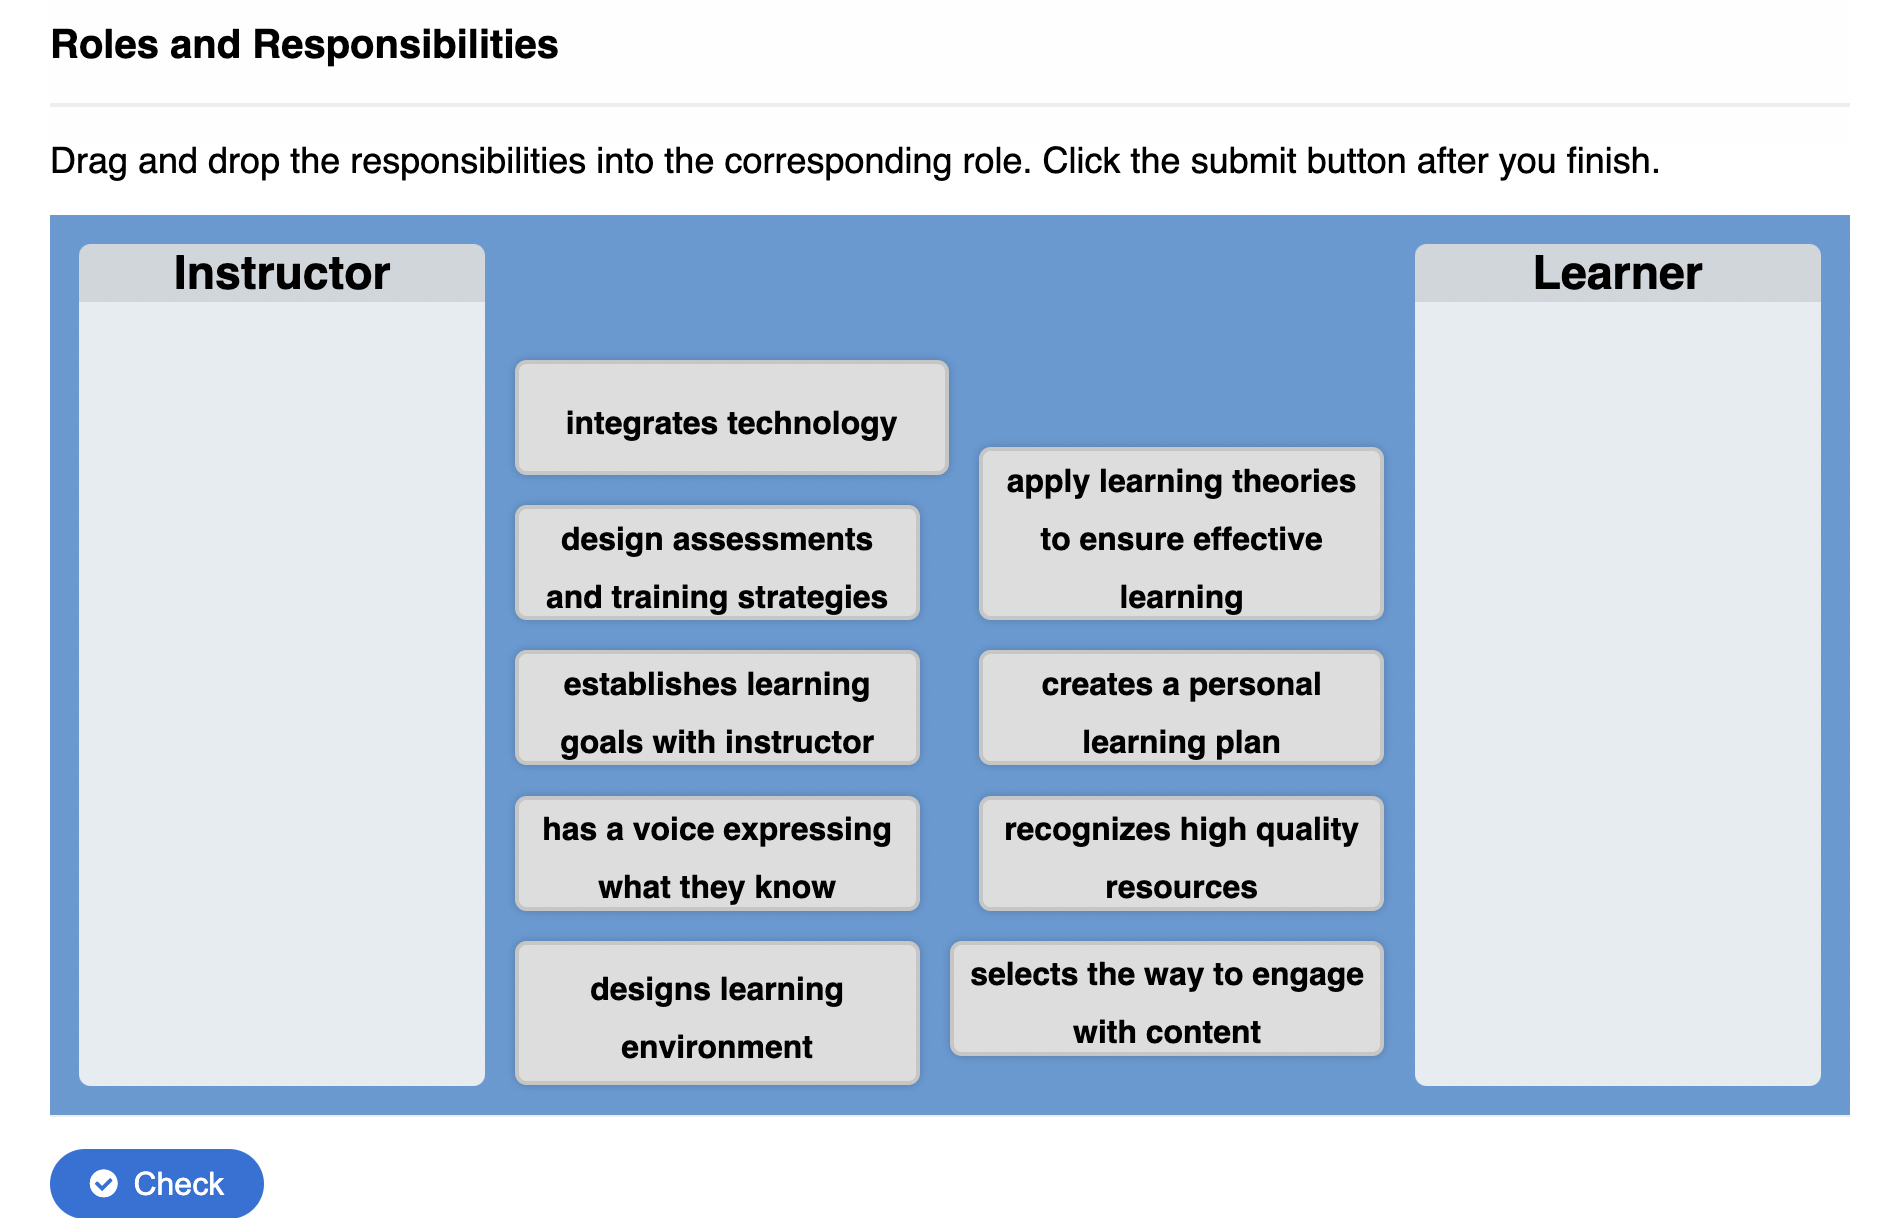 Roles and Responsibilities
Drag and drop the responsibilities into the corresponding role. Click the submit button after you finish.
Instructor
Learner
integrates technology
apply learning theories
to ensure effective
learning
design assessments
and training strategies
establishes learning
goals with instructor
creates a personal
learning plan
has a voice expressing
what they know
recognizes high quality
resources
designs learning
environment
selects the way to engage
with content
Check